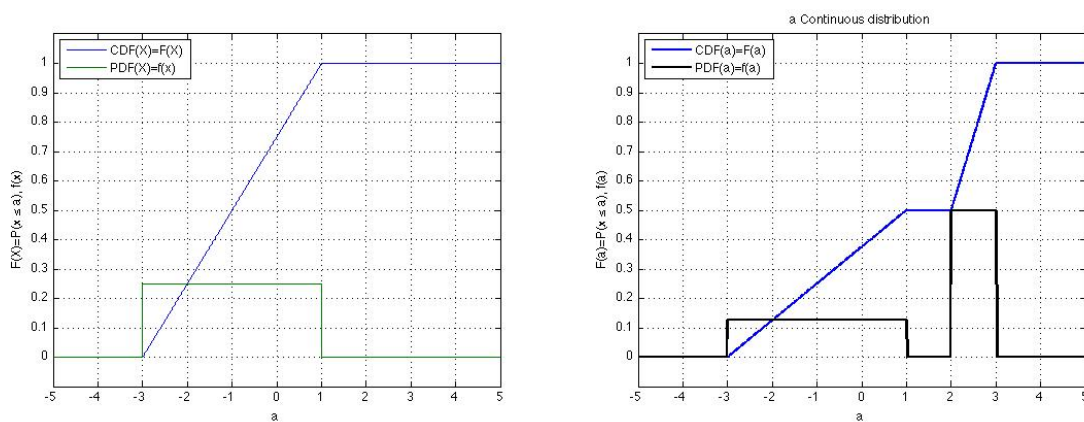 CDF(X)=F(X)
PDF(X)=f(x)
1
0.9
0.8
0.7
0.6
0.5
0.4
0.3
0.2
0.1
0
F(X)=P(x ≤ a), f(x)
-5 -4 -3 -2 -1 0 1 2 3 4 5
a
a Continuous distribution
CDF(a)=F(a)
PDF(a)=f(a)
1
0.9
0.8
0.7
0.6
0.5
0.4
0.3
0.2
0.1
0
F(a)=P(x ≤ a), f(a)
-5 -4 -3 -2 -1 0 1 2 3 4 5
a